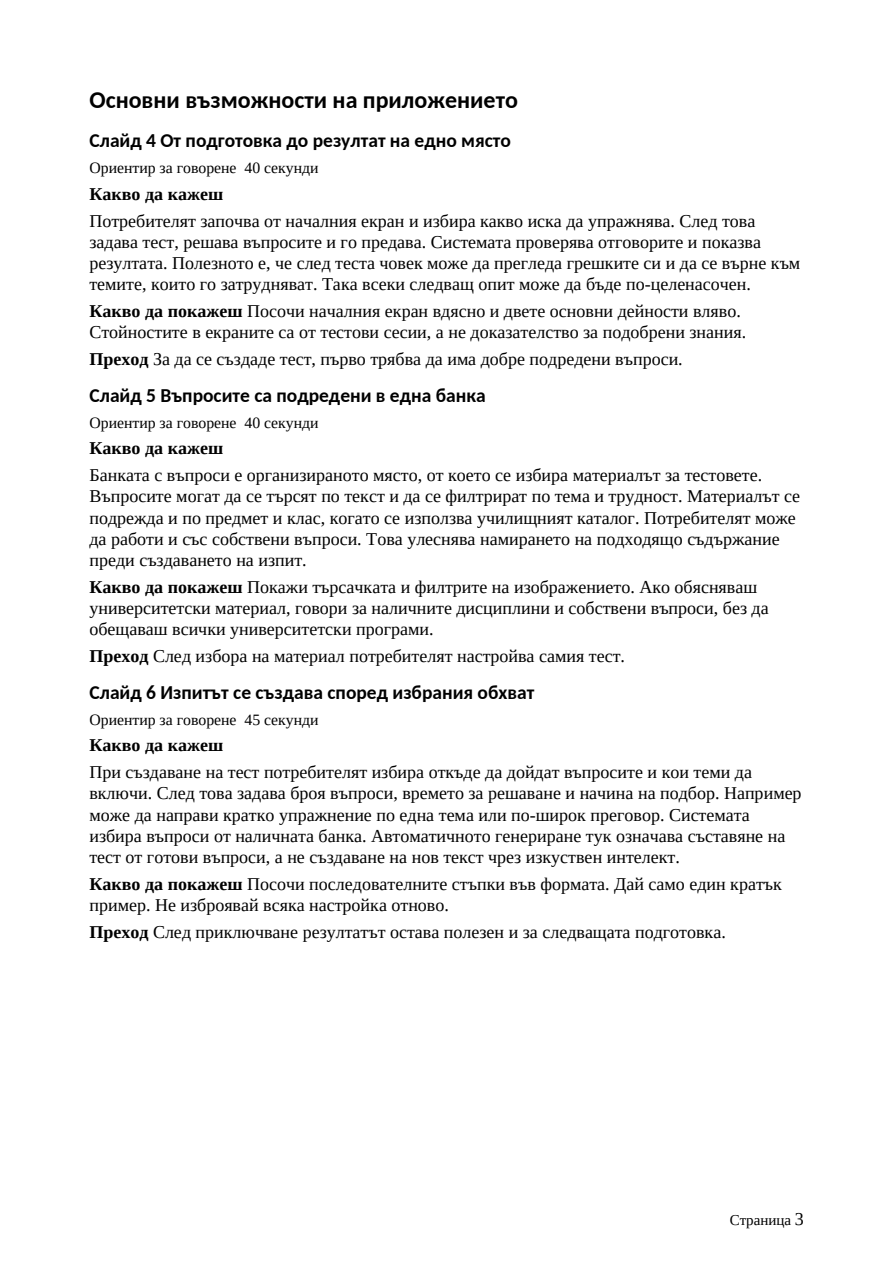 Основни възможности на приложението
Слайд 4 От подготовка до резултат на едно място
Ориентир за говорене  40 секунди
Какво да кажеш
Потребителят започва от началния екран и избира какво иска да упражнява. След това
задава тест, решава въпросите и го предава. Системата проверява отговорите и показва
резултата. Полезното е, че след теста човек може да прегледа грешките си и да се върне към
темите, които го затрудняват. Така всеки следващ опит може да бъде по-целенасочен.
Какво да покажеш Посочи началния екран вдясно и двете основни дейности вляво.
Стойностите в екраните са от тестови сесии, а не доказателство за подобрени знания.
Преход За да се създаде тест, първо трябва да има добре подредени въпроси.
Слайд 5 Въпросите са подредени в една банка
Ориентир за говорене  40 секунди
Какво да кажеш
Банката с въпроси е организираното място, от което се избира материалът за тестовете.
Въпросите могат да се търсят по текст и да се филтрират по тема и трудност. Материалът се
подрежда и по предмет и клас, когато се използва училищният каталог. Потребителят може
да работи и със собствени въпроси. Това улеснява намирането на подходящо съдържание
преди създаването на изпит.
Какво да покажеш Покажи търсачката и филтрите на изображението. Ако обясняваш
университетски материал, говори за наличните дисциплини и собствени въпроси, без да
обещаваш всички университетски програми.
Преход След избора на материал потребителят настройва самия тест.
Слайд 6 Изпитът се създава според избрания обхват
Ориентир за говорене  45 секунди
Какво да кажеш
При създаване на тест потребителят избира откъде да дойдат въпросите и кои теми да
включи. След това задава броя въпроси, времето за решаване и начина на подбор. Например
може да направи кратко упражнение по една тема или по-широк преговор. Системата
избира въпроси от наличната банка. Автоматичното генериране тук означава съставяне на
тест от готови въпроси, а не създаване на нов текст чрез изкуствен интелект.
Какво да покажеш Посочи последователните стъпки във формата. Дай само един кратък
пример. Не изброявай всяка настройка отново.
Преход След приключване резултатът остава полезен и за следващата подготовка.
Страница 3